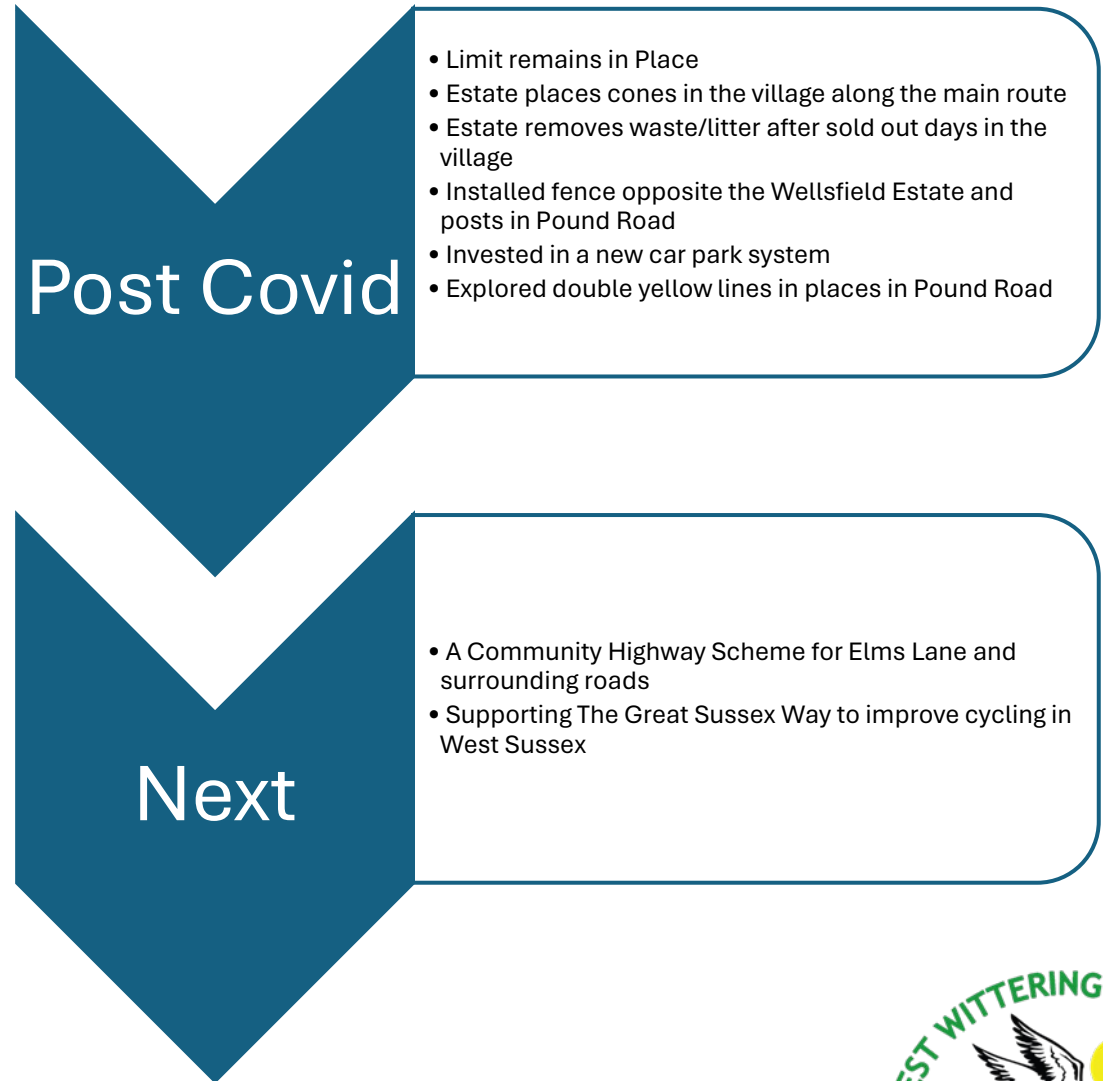 Post Covid
• Limit remains in Place
• Estate places cones in the village along the main route
• Estate removes waste/litter after sold out days in the
village
• Installed fence opposite the Wellsfield Estate and
posts in Pound Road
• Invested in a new car park system
• Explored double yellow lines in places in Pound Road
Next
• A Community Highway Scheme for Elms Lane and
surrounding roads
• Supporting The Great Sussex Way to improve cycling in
West Sussex
EST WITTERING